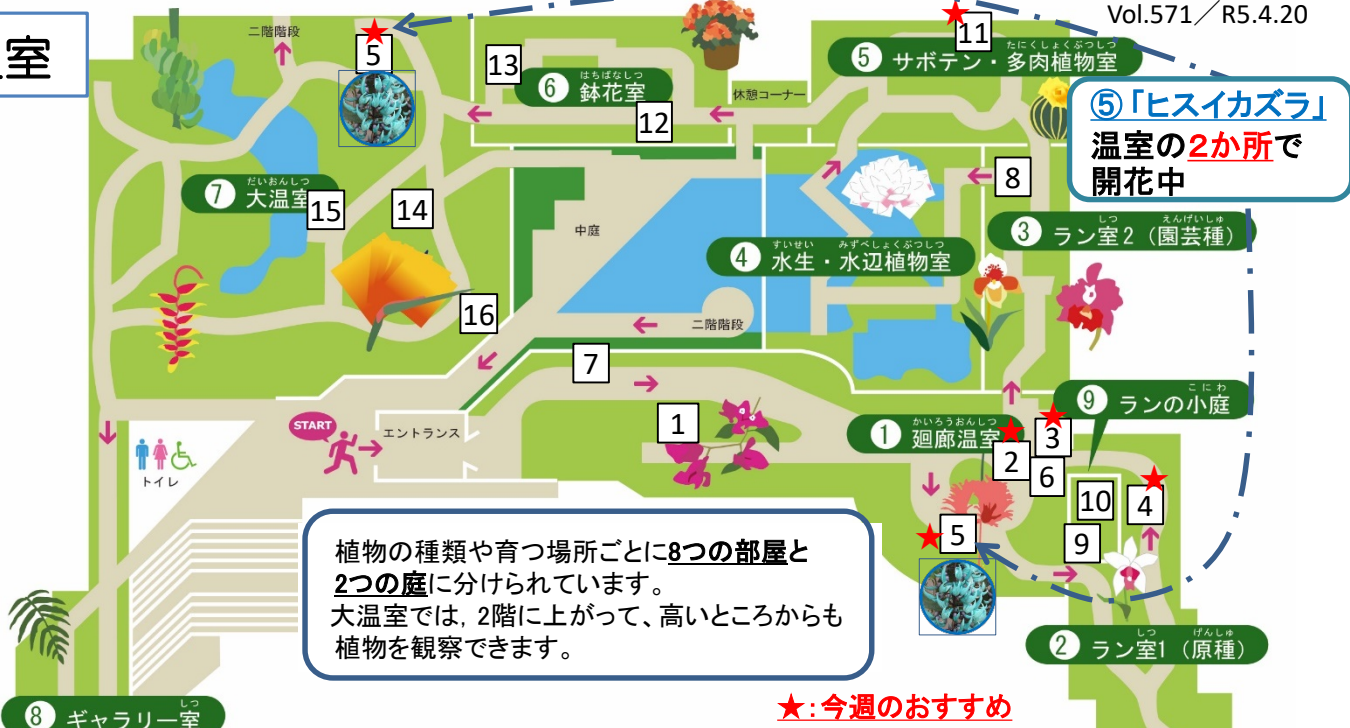 室
Vol.571／R5.4.20
二階階段
5
13
⑥ 鉢花室
はちばなしつ
12
休憩コーナー
11
⑤ サボテン・多肉植物室
たにくしょくぶつしつ
⑤「ヒスイカズラ」
温室の２か所で
開花中
⑦ 大温室
だいおんしつ
15
14
中庭
8
③ ラン室2（園芸種）
しつ えんげいしゅ
④ 水生・水辺植物室
すいせい みずべしょくぶつしつ
16
二階階段
7
START
エントランス
トイレ
1
① 廻廊温室
かいろうおんしつ
2
3
6
⑨ ランの小庭
こにわ
10
4
9
5
植物の種類や育つ場所ごとに8つの部屋と
2つの庭に分けられています。
大温室では, 2階に上がって、高いところからも
植物を観察できます。
② ラン室1（原種）
しつ げんしゅ
⑧ ギャラリー室
しつ
★:今週のおすすめ